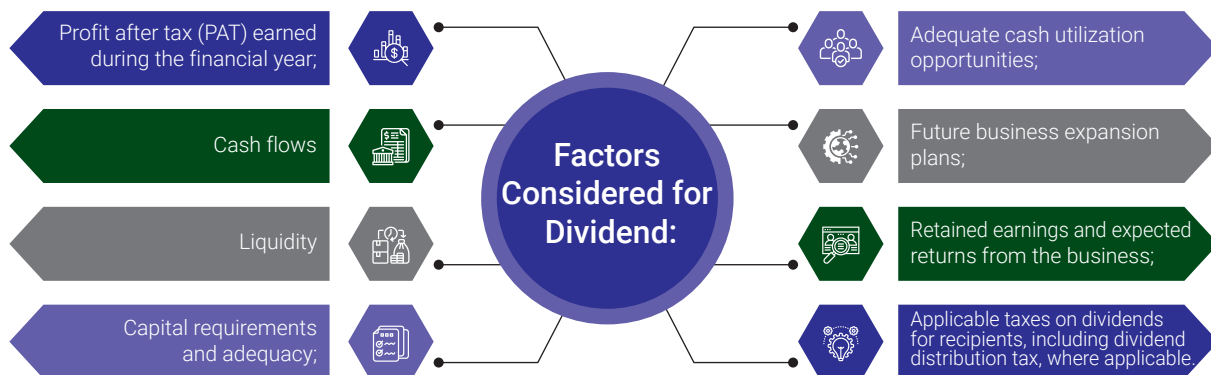 Profit after tax (PAT) earned
during the financial year;
Cash flows
Liquidity
Capital requirements
and adequacy;
Factors
Considered for
Dividend:
Adequate cash utilization
opportunities;
Future business expansion
plans;
Retained earnings and expected
returns from the business;
Applicable taxes on dividends
for recipients, including dividend
distribution tax, where applicable.